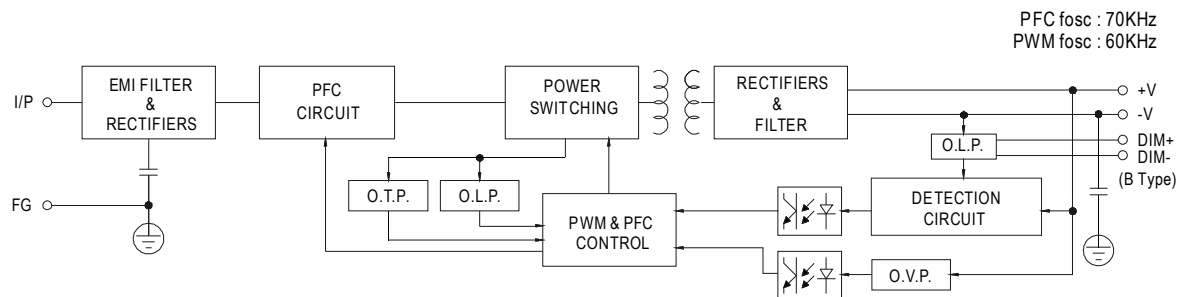 PFC fosc : 70KHz
PWM fosc : 60KHz
I/P
EMI FILTER
&
RECTIFIERS
PFC
CIRCUIT
POWER
SWITCHING
RECTIFIERS
&
FILTER
+V
-V
DIM+
DIM-
(B Type)
O.L.P.
FG
O.T.P.
O.L.P.
PWM & PFC
CONTROL
DETECTION
CIRCUIT
O.V.P.